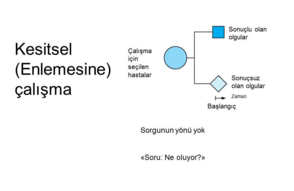 Kesitsel
(Enlemesine)
çalışma
Çalışma
için
seçilen
hastalar
Sonuçlu olan
olgular
Sonuçsuz
olan olgular
Zaman
Başlangıç
Sorgunun yönü yok
«Soru: Ne oluyor?»